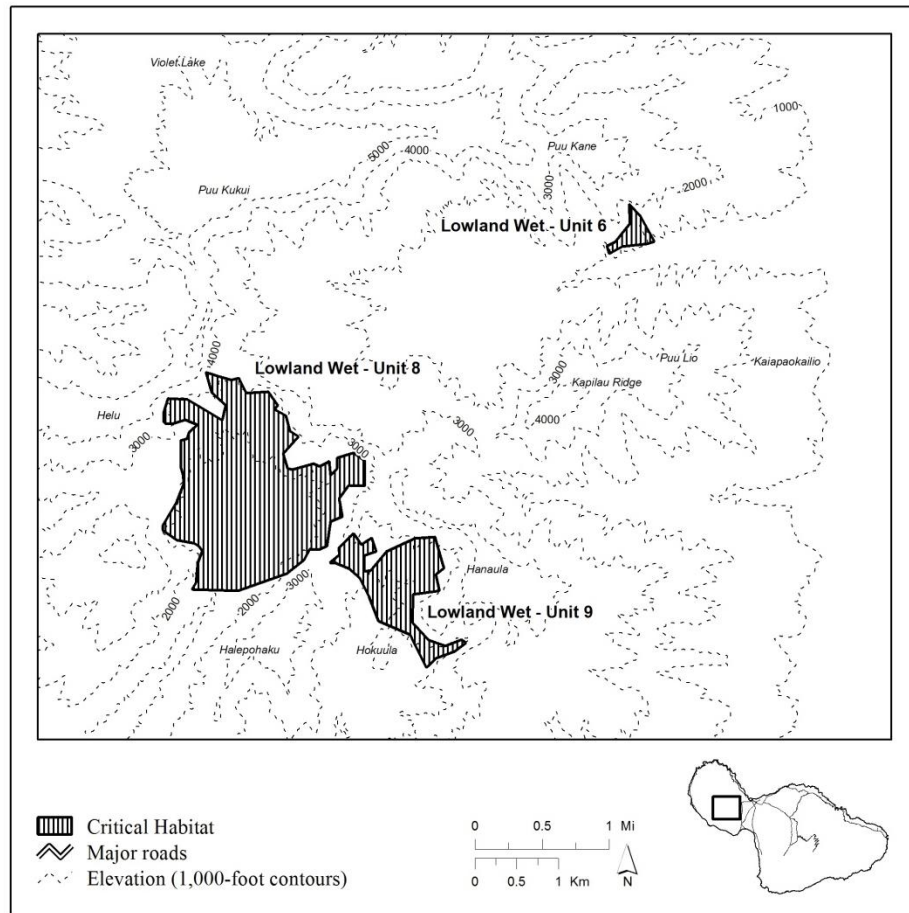 Violet Lake
1000
Puu Kane
5000
4000
3000
2000
Puu Kukui
Lowland Wet - Unit 6
4000
Lowland Wet - Unit 8
Puu Lio
Kaiapaokailio
3000
Kapilau Ridge
Helu
3000
3000
4000
3000
Hanaula
3000
2000
2000
Lowland Wet - Unit 9
Halepohaku
Hokuula
Critical Habitat
Major roads
Elevation (1,000-foot contours)
0 0.5 1 Mi
0 0.5 1 Km
N